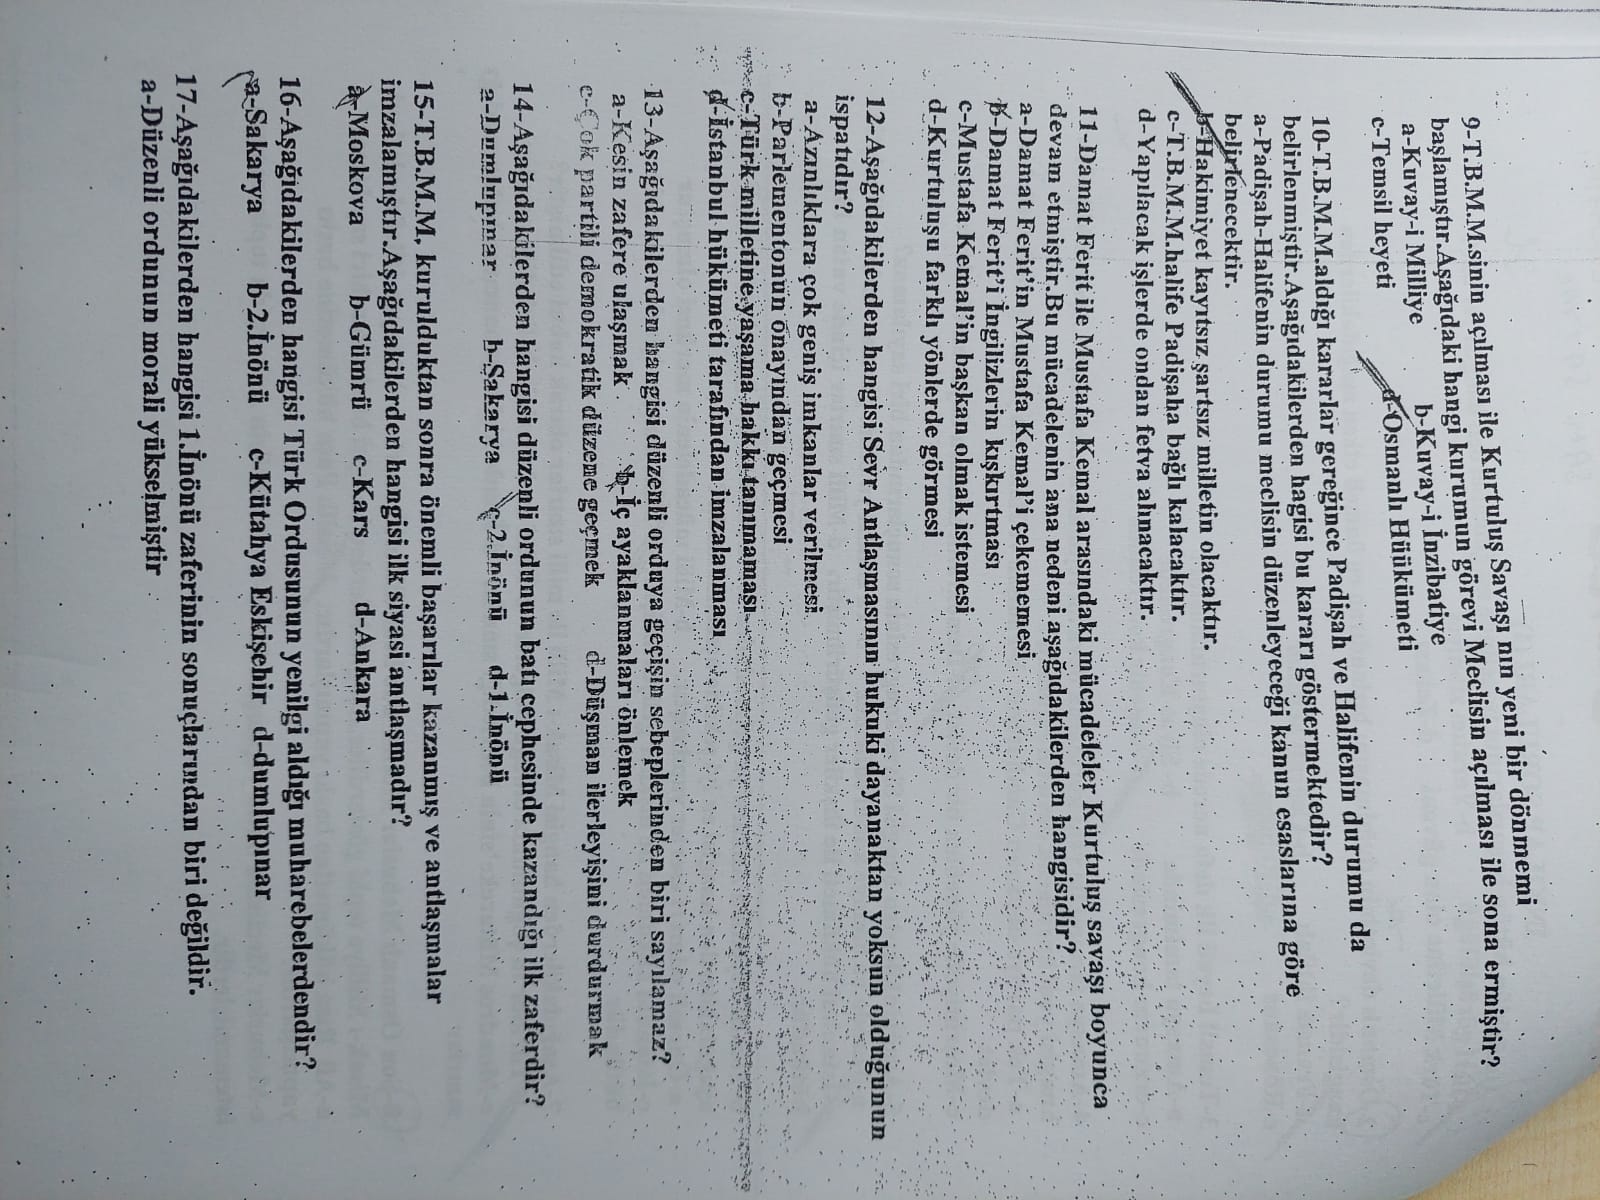 9-T.B.M.M.sinin açılması ile Kurtuluş Savaşı nın yeni bir dönmemi
başlamıştır.Aşağıdaki hangi kurumun görevi Meclisin açılması ile sona ermiştir?
a-Kuvay-i Milliye b-Kuvay-i İnzibatiye
c-Temsil heyeti d-Osmanlı Hüükümeti
10-T.B.M.M.aldığı kararlar gereğince Padişah ve Halifenin durumu da
belirlenmiştir.Aşağıdakilerden hagisi bu kararı göstermektedir?
a-Padişah-Halifenin durumu meclisin düzenleyeceği kanun esaslarına göre
belirlenecektir.
b-Hakimiyet kayıtsız şartsız milletin olacaktır.
c-T.B.M.M.halife Padişaha bağlı kalacaktır.
d-Yapılacak işlerde ondan fetva alınacaktır.
11-Damat Ferit ile Mustafa Kemal arasındaki mücadeleler Kurtuluş savaşı boyunca
devam etmiştir.Bu mücadelenin ana nedeni aşağıdakilerden hangisidir?
a-Damat Ferit'in Mustafa Kemal'i çekememesi
b-Damat Ferit'i İngilizlerin kışkırtması
c-Mustafa Kemal'in başkan olmak istemesi
d-Kurtuluşu farklı yönlerde görmesi
12-Aşağıdakilerden hangisi Sevr Antlaşmasının hukuki dayanaktan yoksun olduğunun
ispatıdır?
a-Azınlıklara çok geniş imkanlar verilmesi
b-Parlementonun onayından geçmesi
c-Türk milletine yaşama hakkı tanımaması
d-İstanbul hükümeti tarafından imzalanması
13-Aşağıdakilerden hangisi düzenli orduya geçişin sebeplerinden biri sayılamaz?
a-Kesin zafere ulaşmak b-İç ayaklanmaları önlemek
c-Çok partili demokratik düzene geçmek d-Düşman ilerleyişini durdurmak
14-Aşağıdakilerden hangisi düzenli ordunun batı cephesinde kazandığı ilk zaferdir?
a-Dumlupınar b-Sakarya c-2.İnönü d-1.İnönü
15-T.B.M.M, kurulduktan sonra önemli başarılar kazanmış ve antlaşmalar
imzalamıştır.Aşağıdakilerden hangisi ilk siyasi antlaşmadır?
a-Moskova b-Gümrü c-Kars d-Ankara
16-Aşağıdakilerden hangisi Türk Ordusunun yenilgi aldığı muharebelerdendir?
a-Sakarya b-2.İnönü c-Kütahya Eskişehir d-dumlupınar
17-Aşağıdakilerden hangisi 1.İnönü zaferinin sonuçlarından biri değildir.
a-Düzenli ordunun morali yükselmiştir